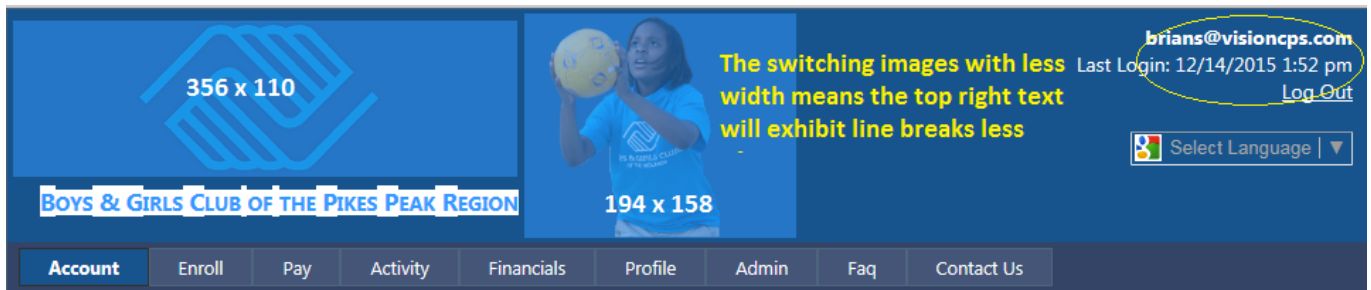 356 x 110
BOYS & GIRLS CLUB OF THE PIKES PEAK REGION
194 x 158
The switching images with less
width means the top right text
will exhibit line breaks less
brians@visioncps.com
Last Login: 12/14/2015 1:52 pm
Log Out
Select Language | ▼
Account Enroll Pay Activity Financials Profile Admin Faq Contact Us